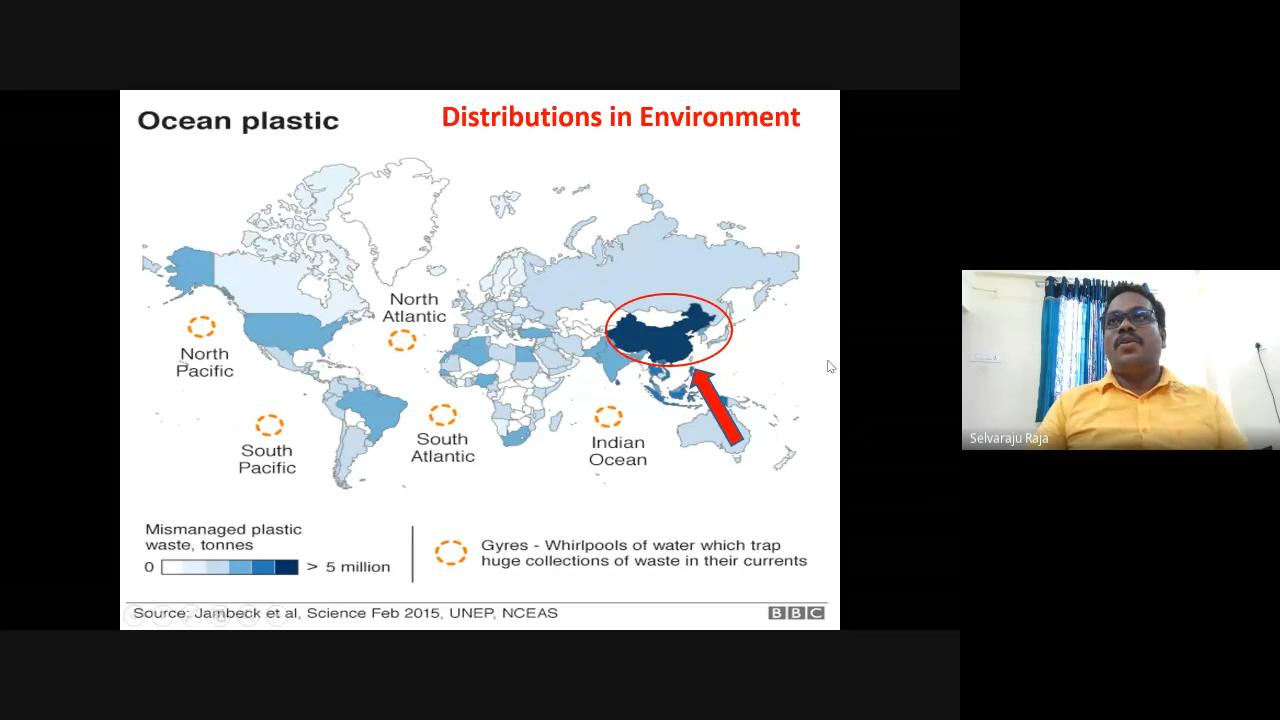 Ocean plastic
Distributions in Environment
North
Atlantic
North
Pacific
South
Pacific
South
Atlantic
Indian
Ocean
Mismanaged plastic
waste, tonnes
0
> 5 million
Gyres - Whirlpools of water which trap
huge collections of waste in their currents
Source: Jambeck et al, Science Feb 2015, UNEP, NCEAS
BBC
Selvaraju Raja